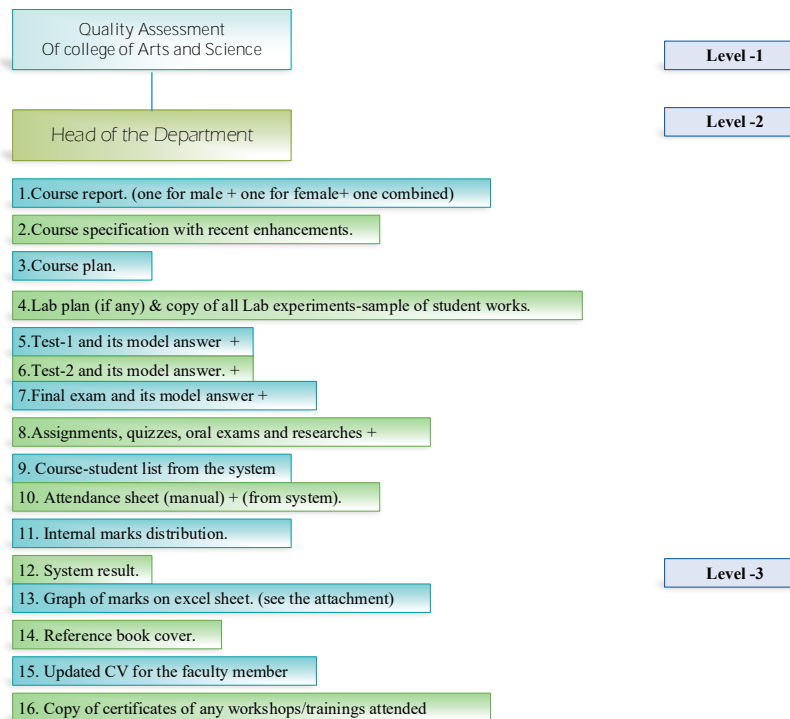 Quality Assessment
Of college of Arts and Science
Level -1
Head of the Department
Level -2
1.Course report. (one for male + one for female+ one combined)
2.Course specification with recent enhancements.
3.Course plan.
4.Lab plan (if any) & copy of all Lab experiments-sample of student works.
5.Test-1 and its model answer +
6.Test-2 and its model answer. +
7.Final exam and its model answer +
8.Assignments, quizzes, oral exams and researches +
9. Course-student list from the system
10. Attendance sheet (manual) + (from system).
11. Internal marks distribution.
12. System result.
Level -3
13. Graph of marks on excel sheet. (see the attachment)
14. Reference book cover.
15. Updated CV for the faculty member
16. Copy of certificates of any workshops/trainings attended